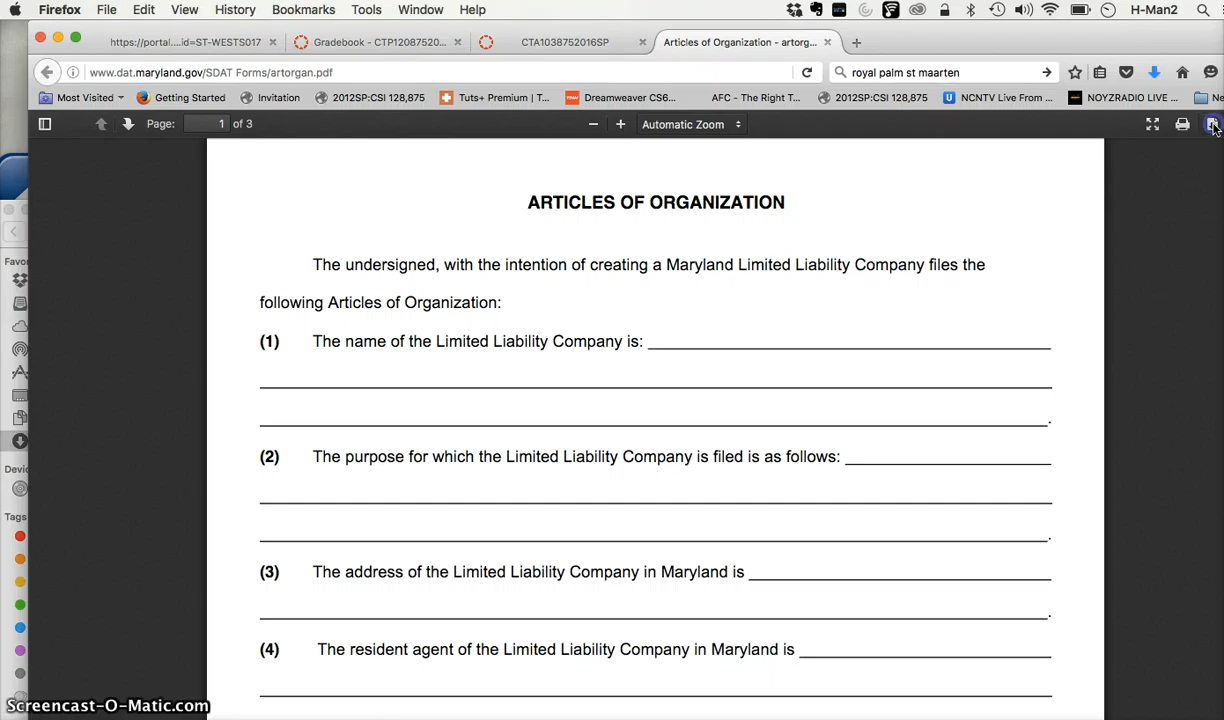 Firefox File Edit View History Bookmarks Tools Window Help H-Man2
https://portal....id=ST-WESTS017 Gradebook - CTP12087520... CTA1038752016SP Articles of Organization - artorg...
www.dat.maryland.gov/SDAT Forms/artorgan.pdf royal palm st maarten
Most Visited Getting Started Invitation 2012SP:CSI 128,875 Tuts+ Premium | T... Dreamweaver CS6... AFC - The Right T... 2012SP:CSI 128,875 NCNTV Live From ... NOYZRADIO LIVE ... Ne
Page: 1 of 3 Automatic Zoom
ARTICLES OF ORGANIZATION
The undersigned, with the intention of creating a Maryland Limited Liability Company files the
following Articles of Organization:
(1) The name of the Limited Liability Company is:
(2) The purpose for which the Limited Liability Company is filed is as follows:
(3) The address of the Limited Liability Company in Maryland is
(4) The resident agent of the Limited Liability Company in Maryland is
Favor
Devic
Tags
Screencast-O-Matic.com